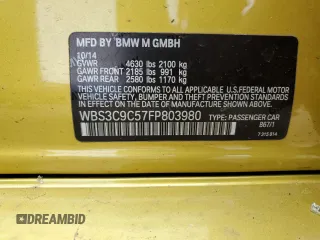 MFD BY BMW M GMBH
10/14
GVWR 4630 lbs 2100 kg
GAWR FRONT 2185 lbs 991 kg
GAWR REAR 2580 lbs 1170 kg
THIS VEHICLE CONFORMS TO ALL APPLICABLE
U.S.FEDERAL MOTOR VEHICLE SAFETY, BUMPER, AND
THEFT PREVENTION STANDARDS IN EFFECT ON THE
DATE OF MANUFACTURE SHOWN ABOVE.
WBS3C9C57FP803980
TYPE: PASSENGER CAR
B67/1
DREAMBID